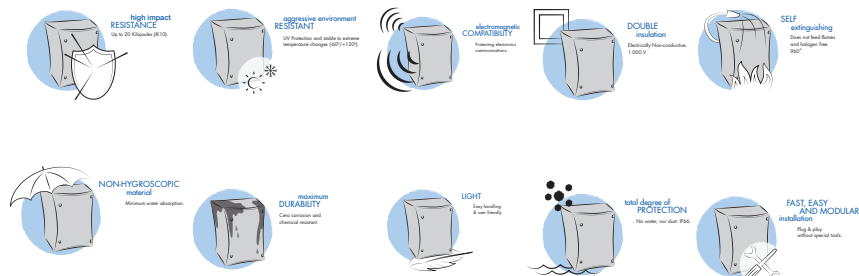 high impact
RESISTANCE
Up to 20 Kilojoules (IK10).
aggressive environment
RESISTANT
UV Protection and stable to extreme
temperature changes (-60º/+120º).
electromagnetic
COMPATIBILITY
Protecting electronics
communications.
DOUBLE
insulation
Electrically Non-conductive.
1.000 V
SELF
extinguishing
Does not feed flames
and halogen free.
960º
NON-HYGROSCOPIC
material
Minimum water absorption.
maximum
DURABILITY
Cero corrosion and
chemical resistant.
LIGHT
Easy handling
& user friendly.
total degree of
PROTECTION
No water, nor dust: IP66.
FAST, EASY
AND MODULAR
installation
Plug & play
without special tools.